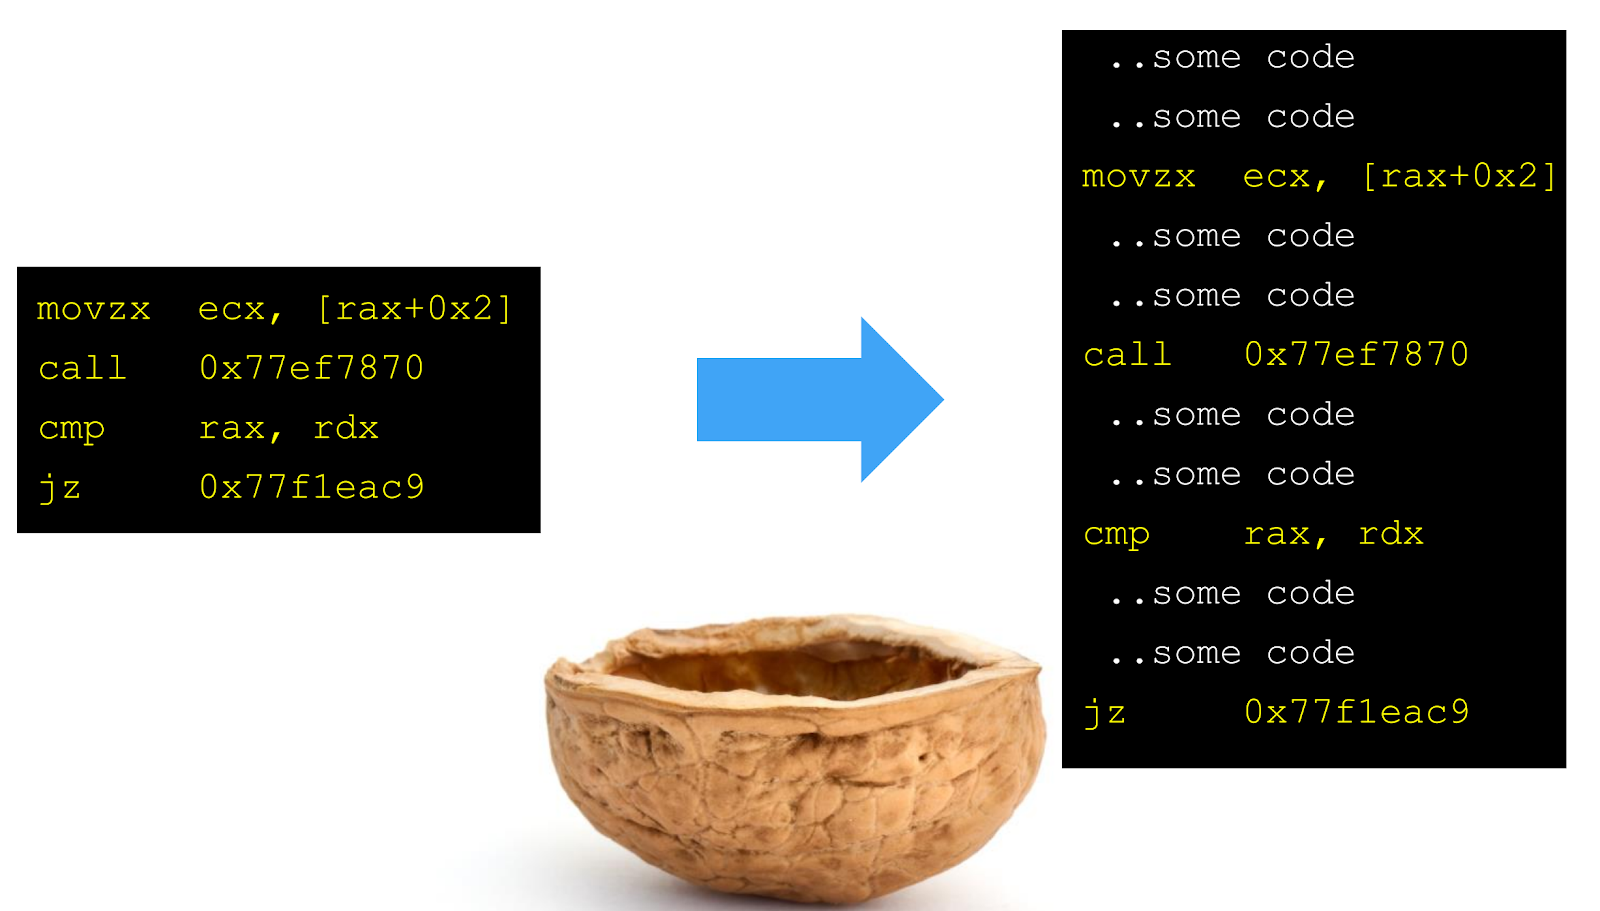 movzx ecx, [rax+0x2]
call 0x77ef7870
cmp rax, rdx
jz 0x77f1eac9
..some code
..some code
movzx ecx, [rax+0x2]
..some code
..some code
call 0x77ef7870
..some code
..some code
cmp rax, rdx
..some code
..some code
jz 0x77f1eac9